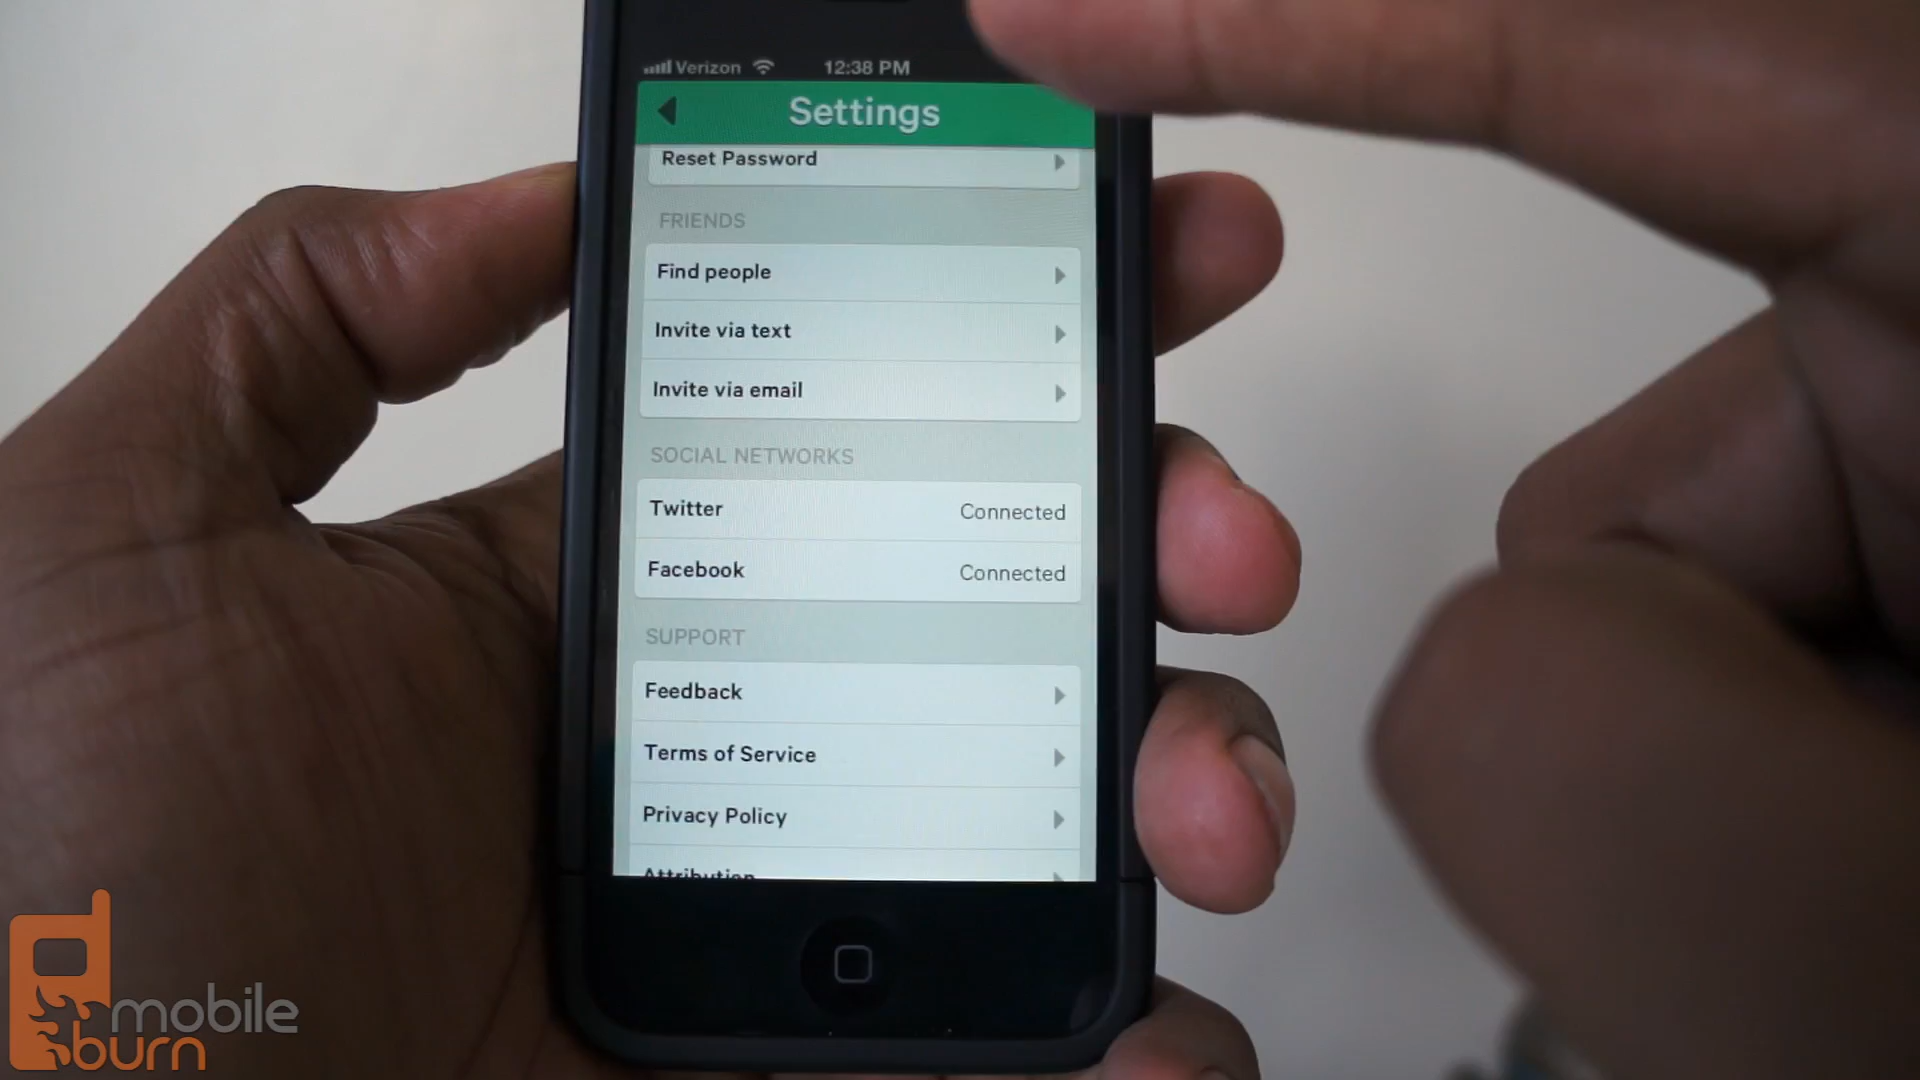 Verizon 12:38 PM
Settings
Reset Password
FRIENDS
Find people
Invite via text
Invite via email
SOCIAL NETWORKS
Twitter Connected
Facebook Connected
SUPPORT
Feedback
Terms of Service
Privacy Policy
Attribution
mobile
burn